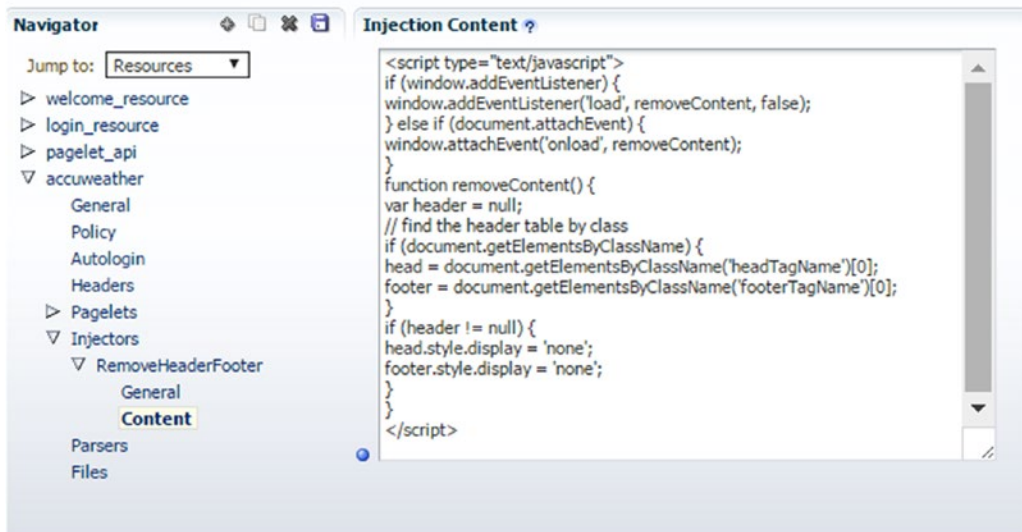 Navigator
Jump to: Resources
welcome_resource
login_resource
pagelet_api
accuweather
General
Policy
Autologin
Headers
Pagelets
Injectors
RemoveHeaderFooter
General
Content
Parsers
Files
Injection Content ?
<script type="text/javascript">
if (window.addEventListener) {
window.addEventListener('load', removeContent, false);
} else if (document.attachEvent) {
window.attachEvent('onload', removeContent);
}
function removeContent() {
var header = null;
// find the header table by class
if (document.getElementsByClassName) {
head = document.getElementsByClassName('headTagName')[0];
footer = document.getElementsByClassName('footerTagName')[0];
}
if (header != null) {
head.style.display = 'none';
footer.style.display = 'none';
}
}
</script>